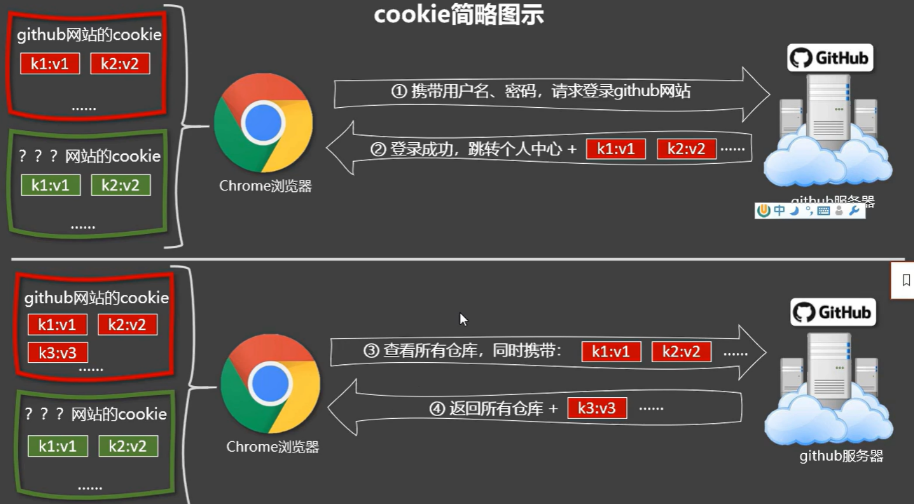 cookie简略图示
github网站的cookie
k1:v1 k2:v2
......
？？？网站的cookie
k1:v1 k2:v2
......
Chrome浏览器
① 携带用户名、密码，请求登录github网站
② 登录成功，跳转个人中心 + k1:v1 k2:v2 ......
GitHub
github服务器
中
github网站的cookie
k1:v1 k2:v2
k3:v3
......
？？？网站的cookie
k1:v1 k2:v2
......
Chrome浏览器
③ 查看所有仓库，同时携带： k1:v1 k2:v2 ......
④ 返回所有仓库 + k3:v3 ......
GitHub
github服务器